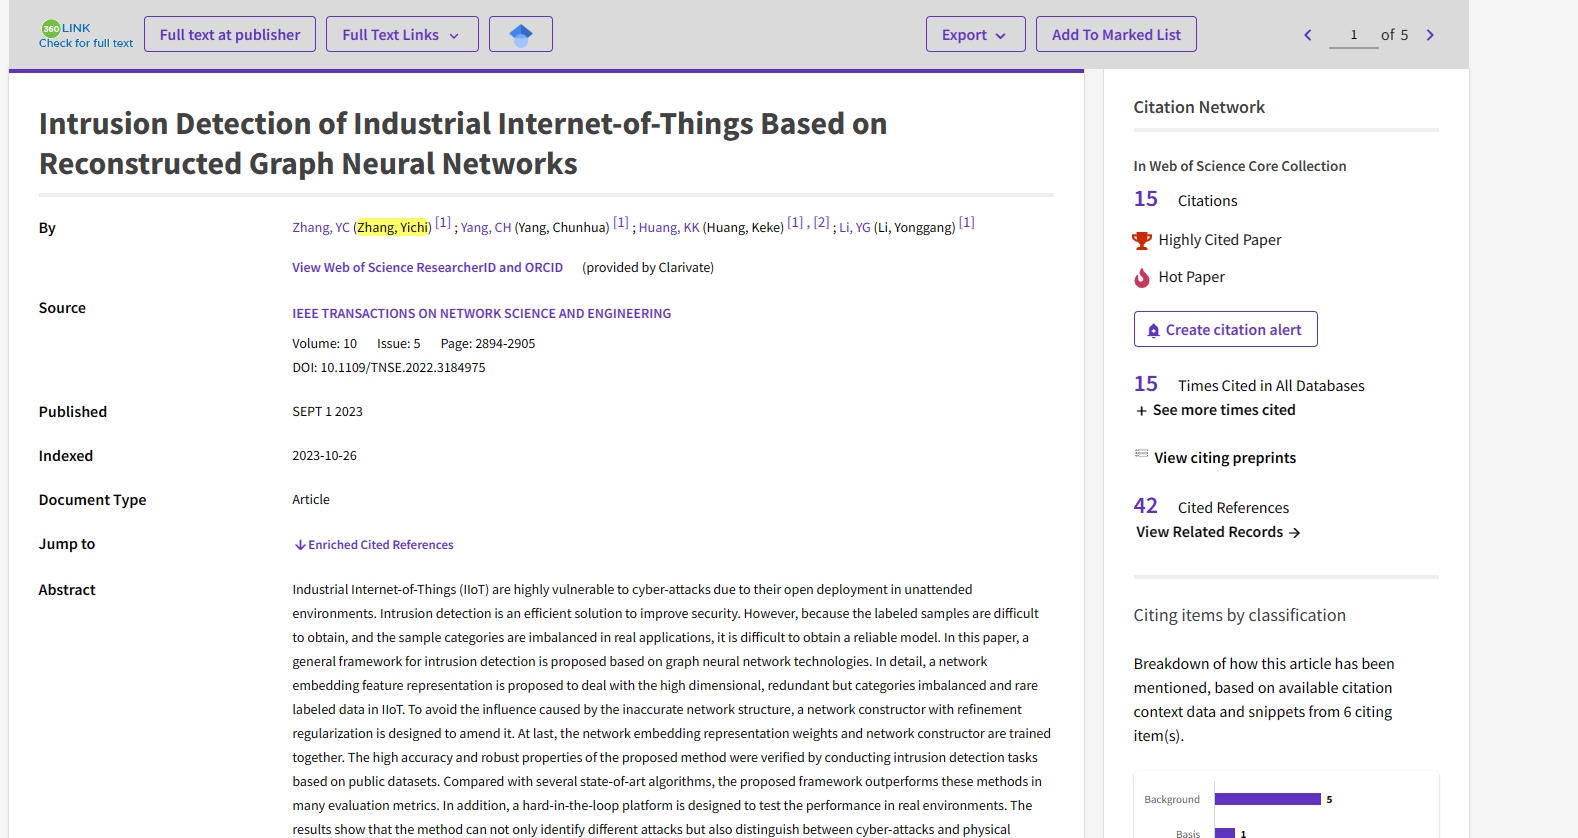 360 LINK
Check for full text
Full text at publisher
Full Text Links
Export
Add To Marked List
1 of 5
Intrusion Detection of Industrial Internet-of-Things Based on
Reconstructed Graph Neural Networks
By
Zhang, YC (Zhang, Yichi) [1] ; Yang, CH (Yang, Chunhua) [1] ; Huang, KK (Huang, Keke) [1] , [2] ; Li, YG (Li, Yonggang) [1]
View Web of Science ResearcherID and ORCID (provided by Clarivate)
Source
IEEE TRANSACTIONS ON NETWORK SCIENCE AND ENGINEERING
Volume: 10 Issue: 5 Page: 2894-2905
DOI: 10.1109/TNSE.2022.3184975
Published
SEPT 1 2023
Indexed
2023-10-26
Document Type
Article
Jump to
Enriched Cited References
Abstract
Industrial Internet-of-Things (IIoT) are highly vulnerable to cyber-attacks due to their open deployment in unattended
environments. Intrusion detection is an efficient solution to improve security. However, because the labeled samples are difficult
to obtain, and the sample categories are imbalanced in real applications, it is difficult to obtain a reliable model. In this paper, a
general framework for intrusion detection is proposed based on graph neural network technologies. In detail, a network
embedding feature representation is proposed to deal with the high dimensional, redundant but categories imbalanced and rare
labeled data in IIoT. To avoid the influence caused by the inaccurate network structure, a network constructor with refinement
regularization is designed to amend it. At last, the network embedding representation weights and network constructor are trained
together. The high accuracy and robust properties of the proposed method were verified by conducting intrusion detection tasks
based on public datasets. Compared with several state-of-art algorithms, the proposed framework outperforms these methods in
many evaluation metrics. In addition, a hard-in-the-loop platform is designed to test the performance in real environments. The
results show that the method can not only identify different attacks but also distinguish between cyber-attacks and physical
Citation Network
In Web of Science Core Collection
15 Citations
Highly Cited Paper
Hot Paper
Create citation alert
15 Times Cited in All Databases
+ See more times cited
View citing preprints
42 Cited References
View Related Records →
Citing items by classification
Breakdown of how this article has been
mentioned, based on available citation
context data and snippets from 6 citing
item(s).
Background 5
Basis 1